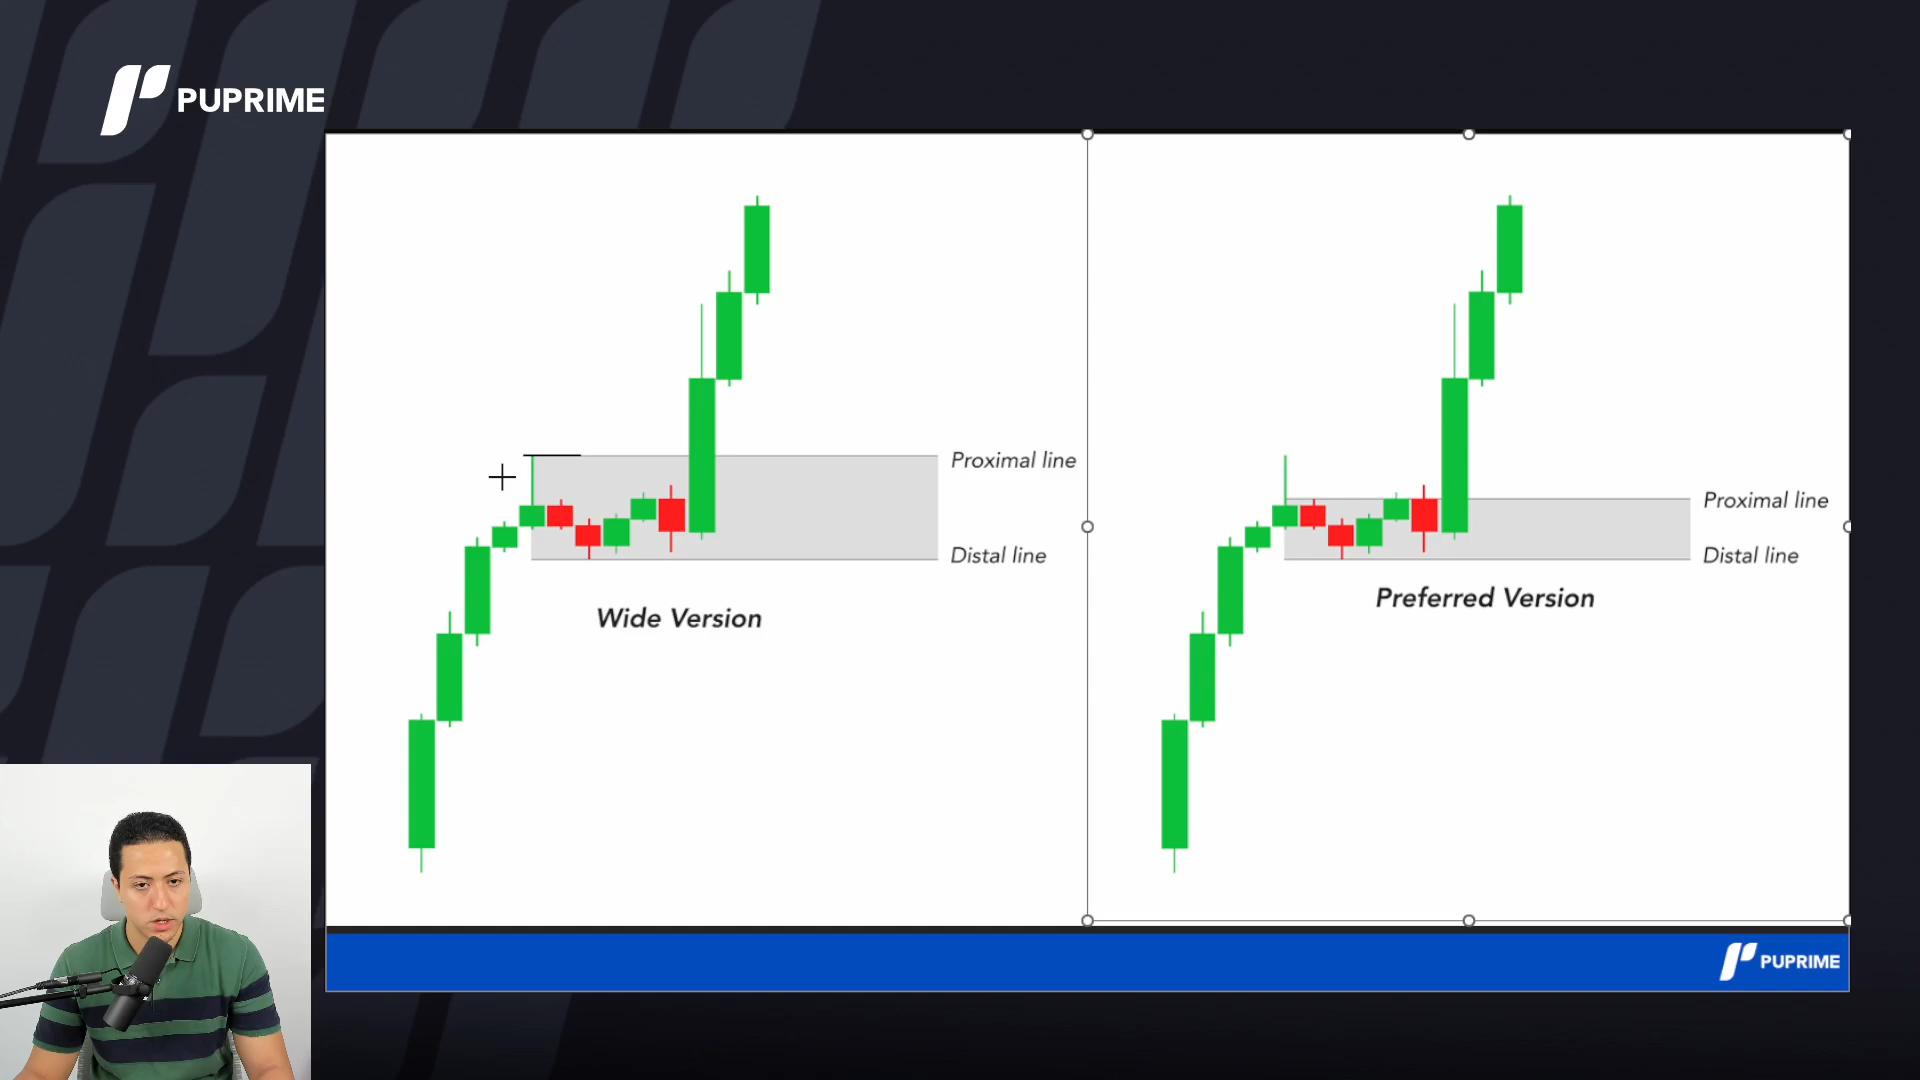 PUPRIME
Proximal line
Distal line
Wide Version
Proximal line
Distal line
Preferred Version
PUPRIME